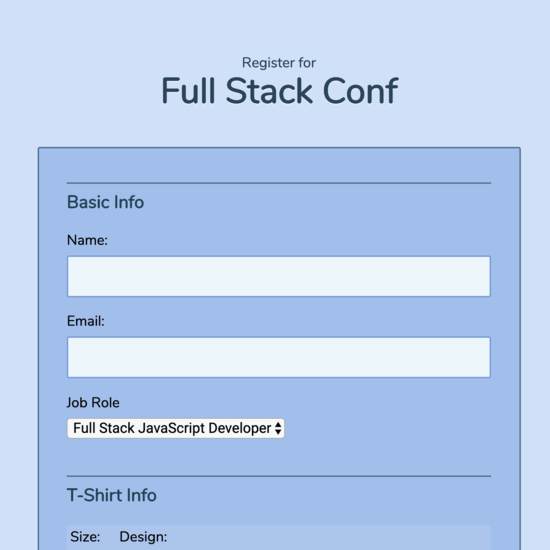 Register for
Full Stack Conf
Basic Info
Name:
Email:
Job Role
Full Stack JavaScript Developer
T-Shirt Info
Size: Design: